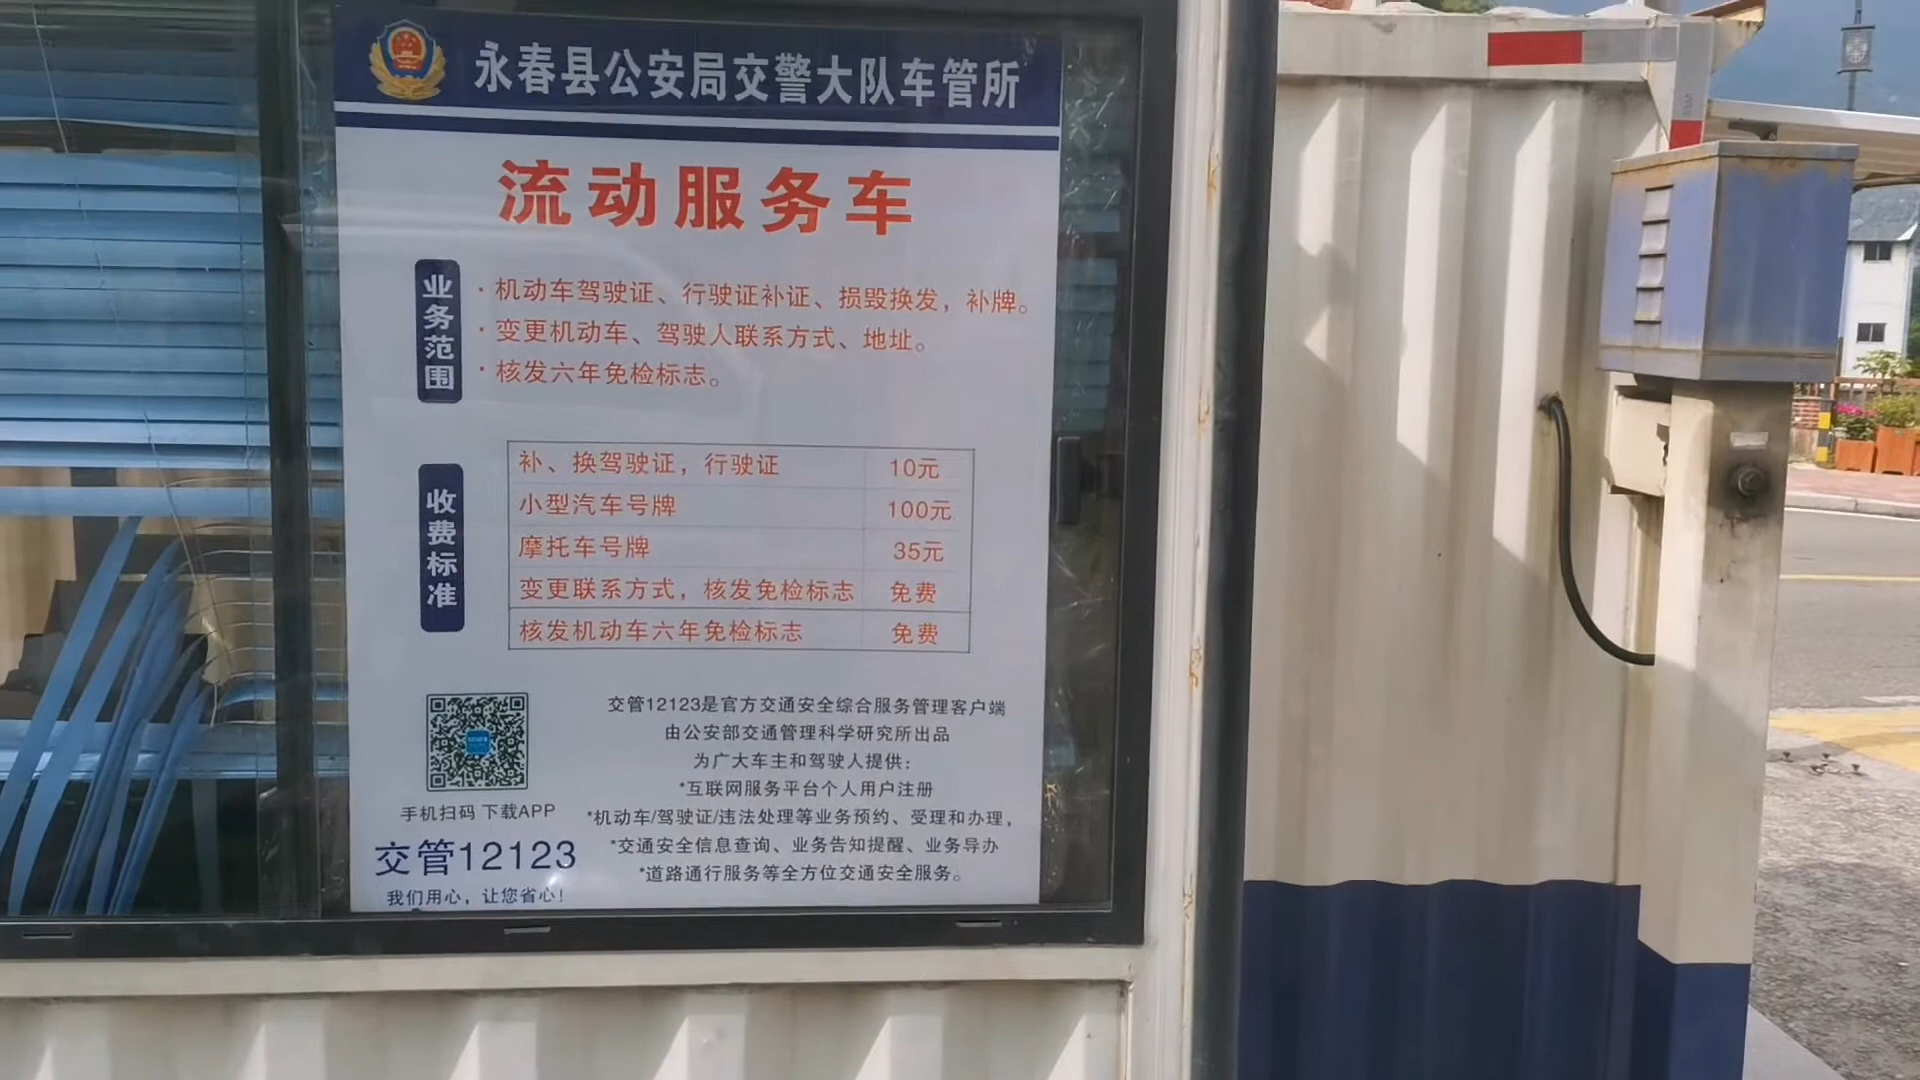 永春县公安局交警大队车管所
流动服务车
业务范围
·机动车驾驶证、行驶证补证、损毁换发，补牌。
·变更机动车、驾驶人联系方式、地址。
·核发六年免检标志。
收费标准
补、换驾驶证，行驶证 10元
小型汽车号牌 100元
摩托车号牌 35元
变更联系方式，核发免检标志 免费
核发机动车六年免检标志 免费
手机扫码 下载APP
交管12123
我们用心，让您省心!
交管12123是官方交通安全综合服务管理客户端
由公安部交通管理科学研究所出品
为广大车主和驾驶人提供：
*互联网服务平台个人用户注册
*机动车/驾驶证/违法处理等业务预约、受理和办理，
*交通安全信息查询、业务告知提醒、业务导办
*道路通行服务等全方位交通安全服务。